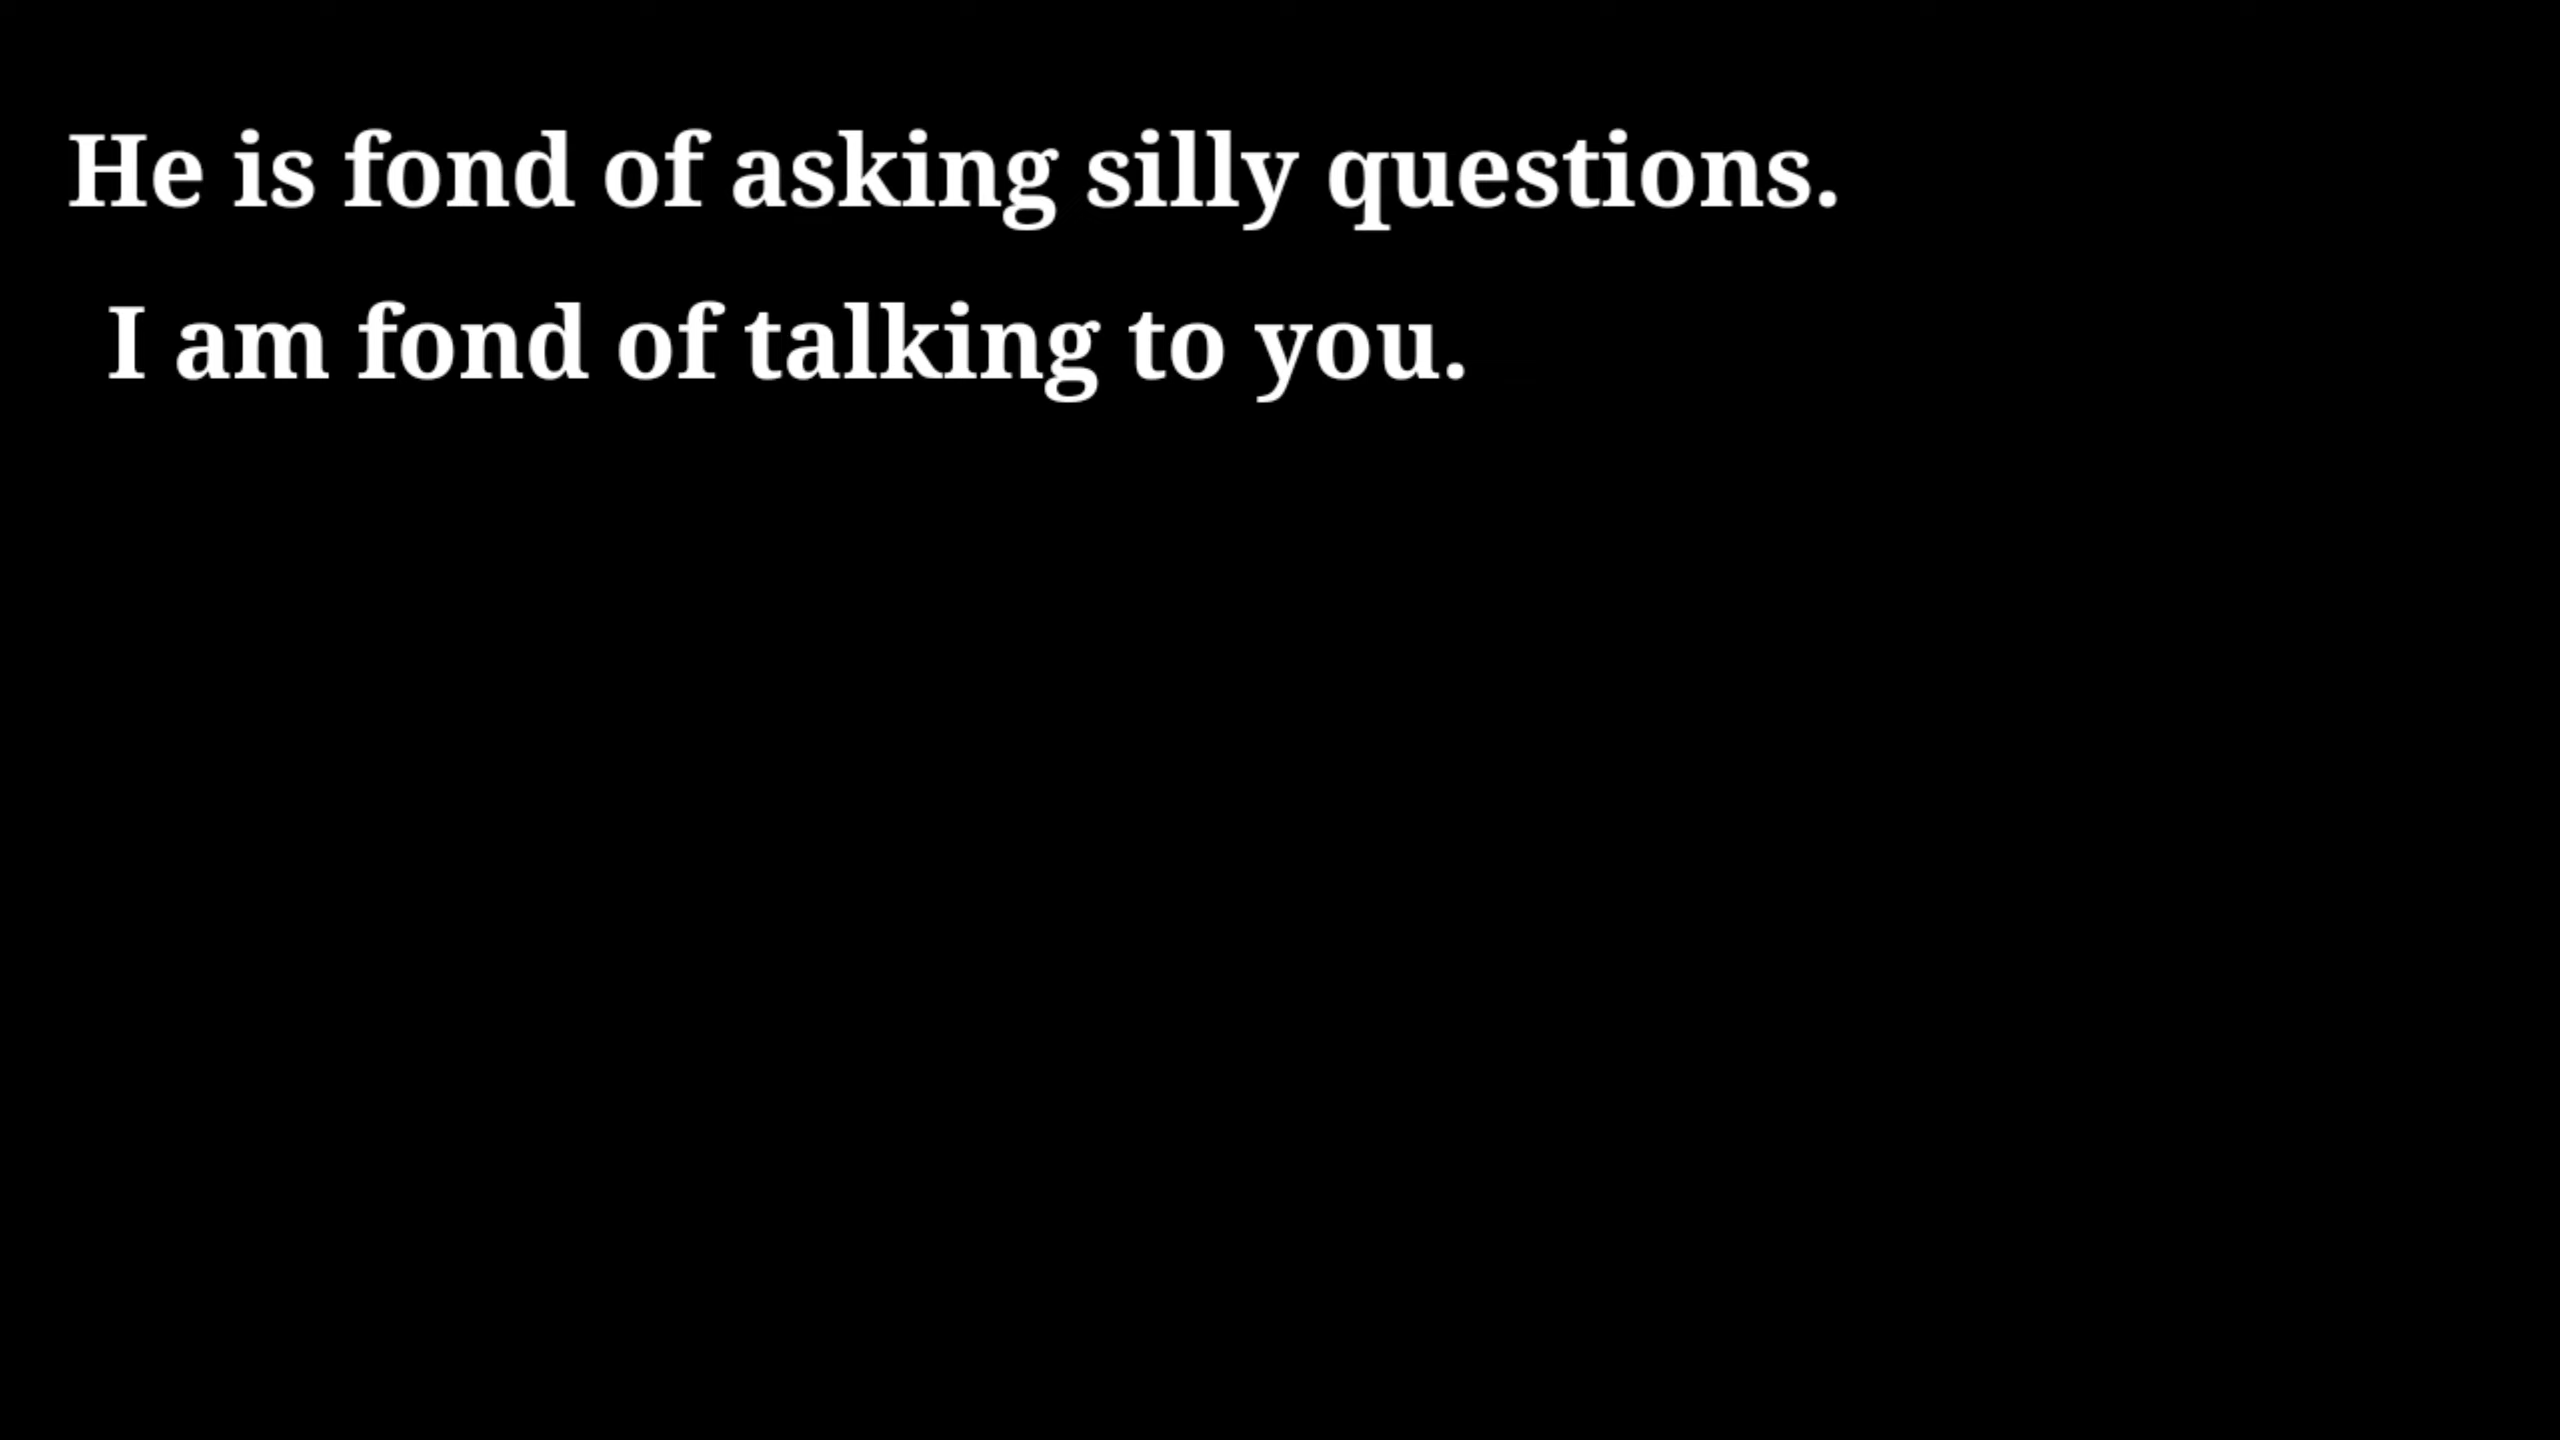 He is fond of asking silly questions.
I am fond of talking to you.